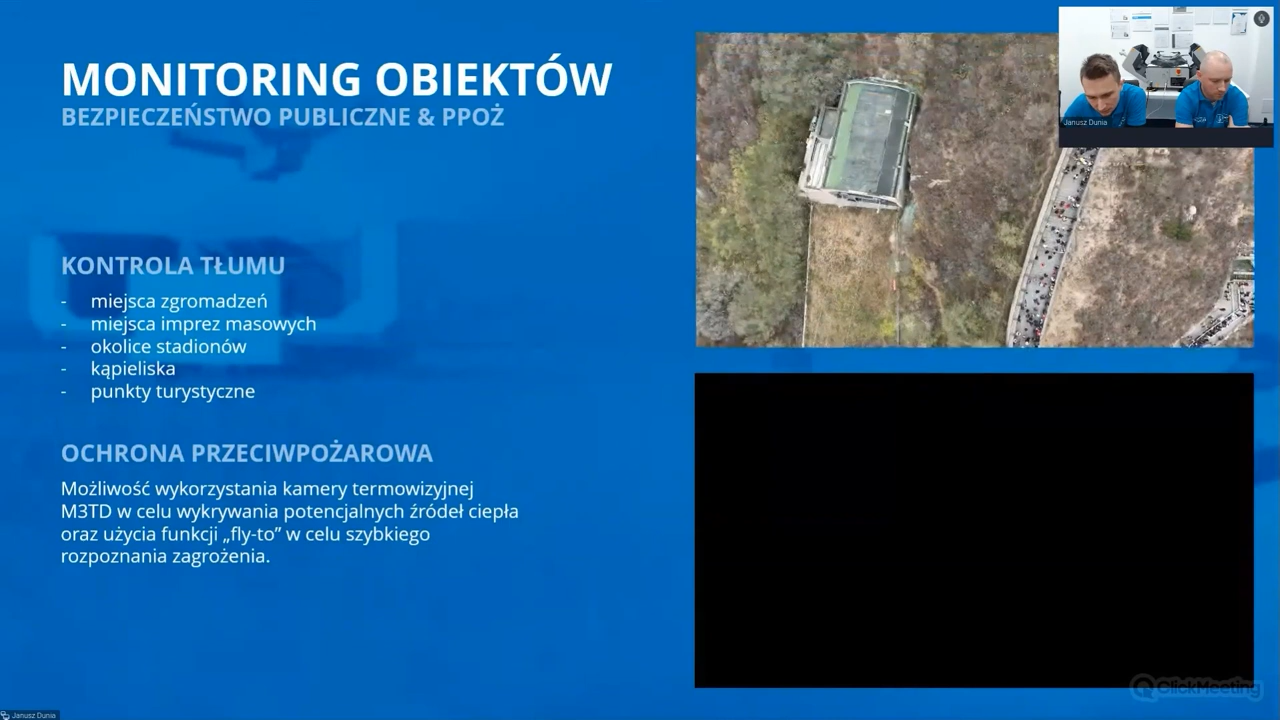 MONITORING OBIEKTÓW
BEZPIECZEŃSTWO PUBLICZNE & PPOŻ
KONTROLA TŁUMU
- miejsca zgromadzeń
- miejsca imprez masowych
- okolice stadionów
- kąpieliska
- punkty turystyczne
OCHRONA PRZECIWPOŻAROWA
Możliwość wykorzystania kamery termowizyjnej
M3TD w celu wykrywania potencjalnych źródeł ciepła
oraz użycia funkcji „fly-to” w celu szybkiego
rozpoznania zagrożenia.
Janusz Dunia
ClickMeeting
Janusz Dunia